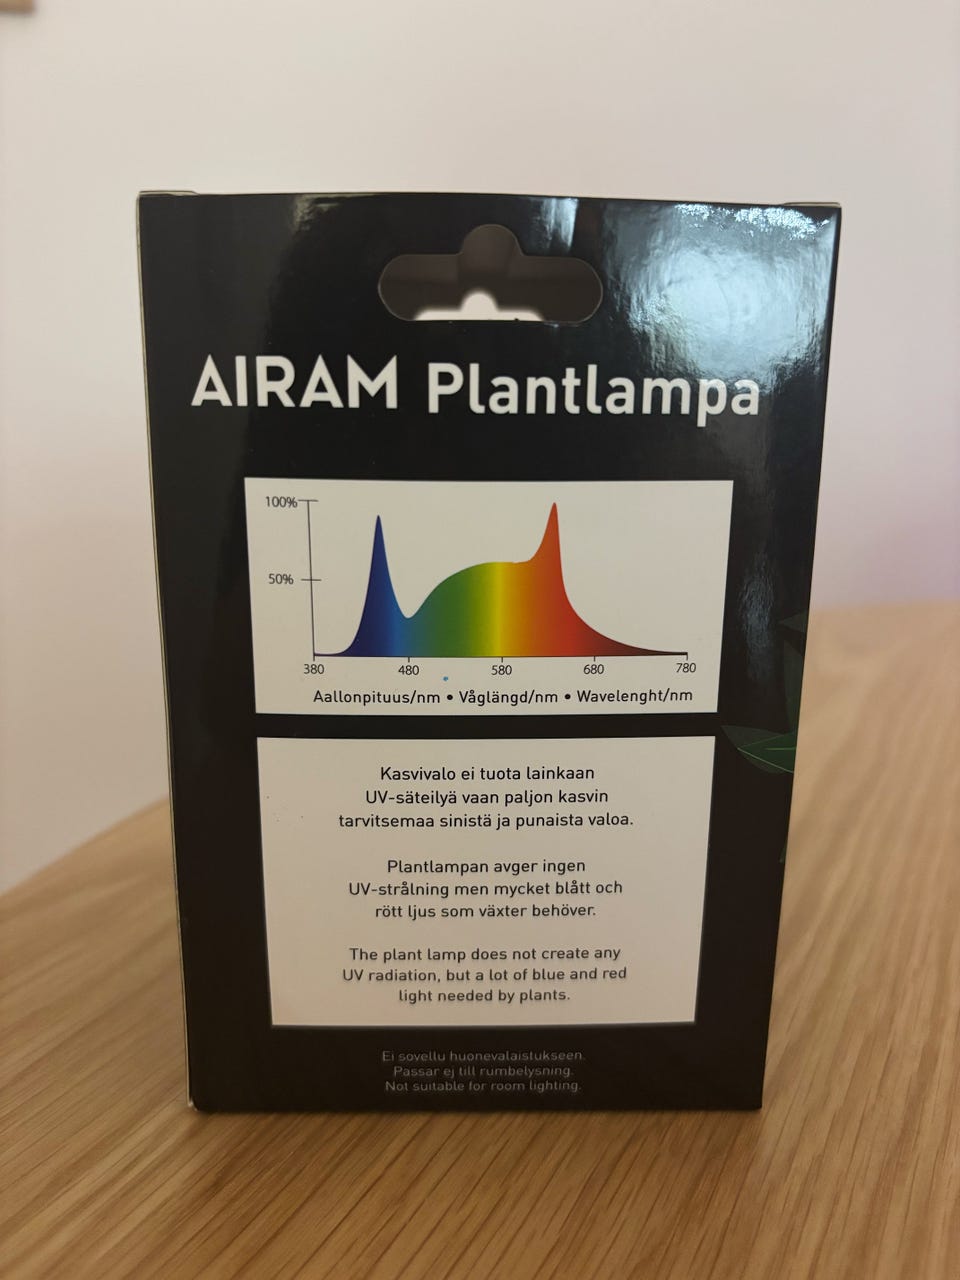 AIRAM Plantlampa
100%
50%
380 480 580 680 780
Aallonpituus/nm • Våglängd/nm • Wavelenght/nm
Kasvivalo ei tuota lainkaan
UV-säteilyä vaan paljon kasvin
tarvitsemaa sinistä ja punaista valoa.
Plantlampan avger ingen
UV-strålning men mycket blått och
rött ljus som växter behöver.
The plant lamp does not create any
UV radiation, but a lot of blue and red
light needed by plants.
Ei sovellu huonevalaistukseen.
Passar ej till rumbelysning.
Not suitable for room lighting.